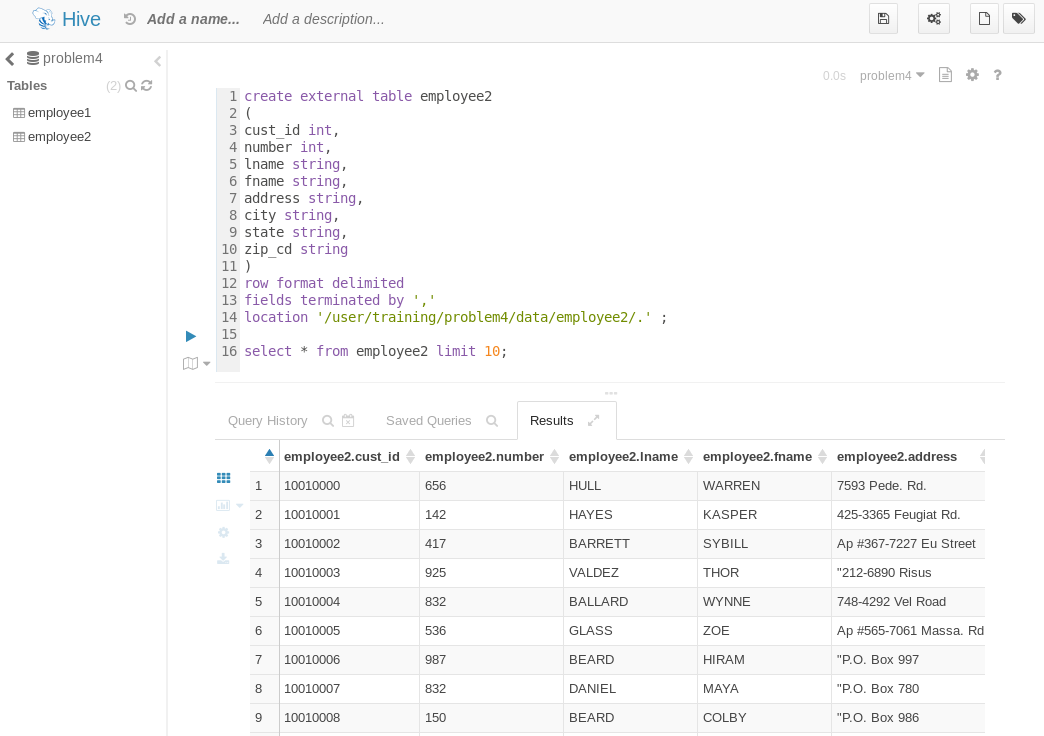 Hive Add a name... Add a description...
problem4
Tables (2)
employee1
employee2
0.0s problem4 ?
1 create external table employee2
2 (
3 cust_id int,
4 number int,
5 lname string,
6 fname string,
7 address string,
8 city string,
9 state string,
10 zip_cd string
11 )
12 row format delimited
13 fields terminated by ','
14 location '/user/training/problem4/data/employee2/.' ;
15
16 select * from employee2 limit 10;
Query History Saved Queries Results
employee2.cust_id employee2.number employee2.lname employee2.fname employee2.address
1 10010000 656 HULL WARREN 7593 Pede. Rd.
2 10010001 142 HAYES KASPER 425-3365 Feugiat Rd.
3 10010002 417 BARRETT SYBILL Ap #367-7227 Eu Street
4 10010003 925 VALDEZ THOR "212-6890 Risus
5 10010004 832 BALLARD WYNNE 748-4292 Vel Road
6 10010005 536 GLASS ZOE Ap #565-7061 Massa. Rd
7 10010006 987 BEARD HIRAM "P.O. Box 997
8 10010007 832 DANIEL MAYA "P.O. Box 780
9 10010008 150 BEARD COLBY "P.O. Box 986